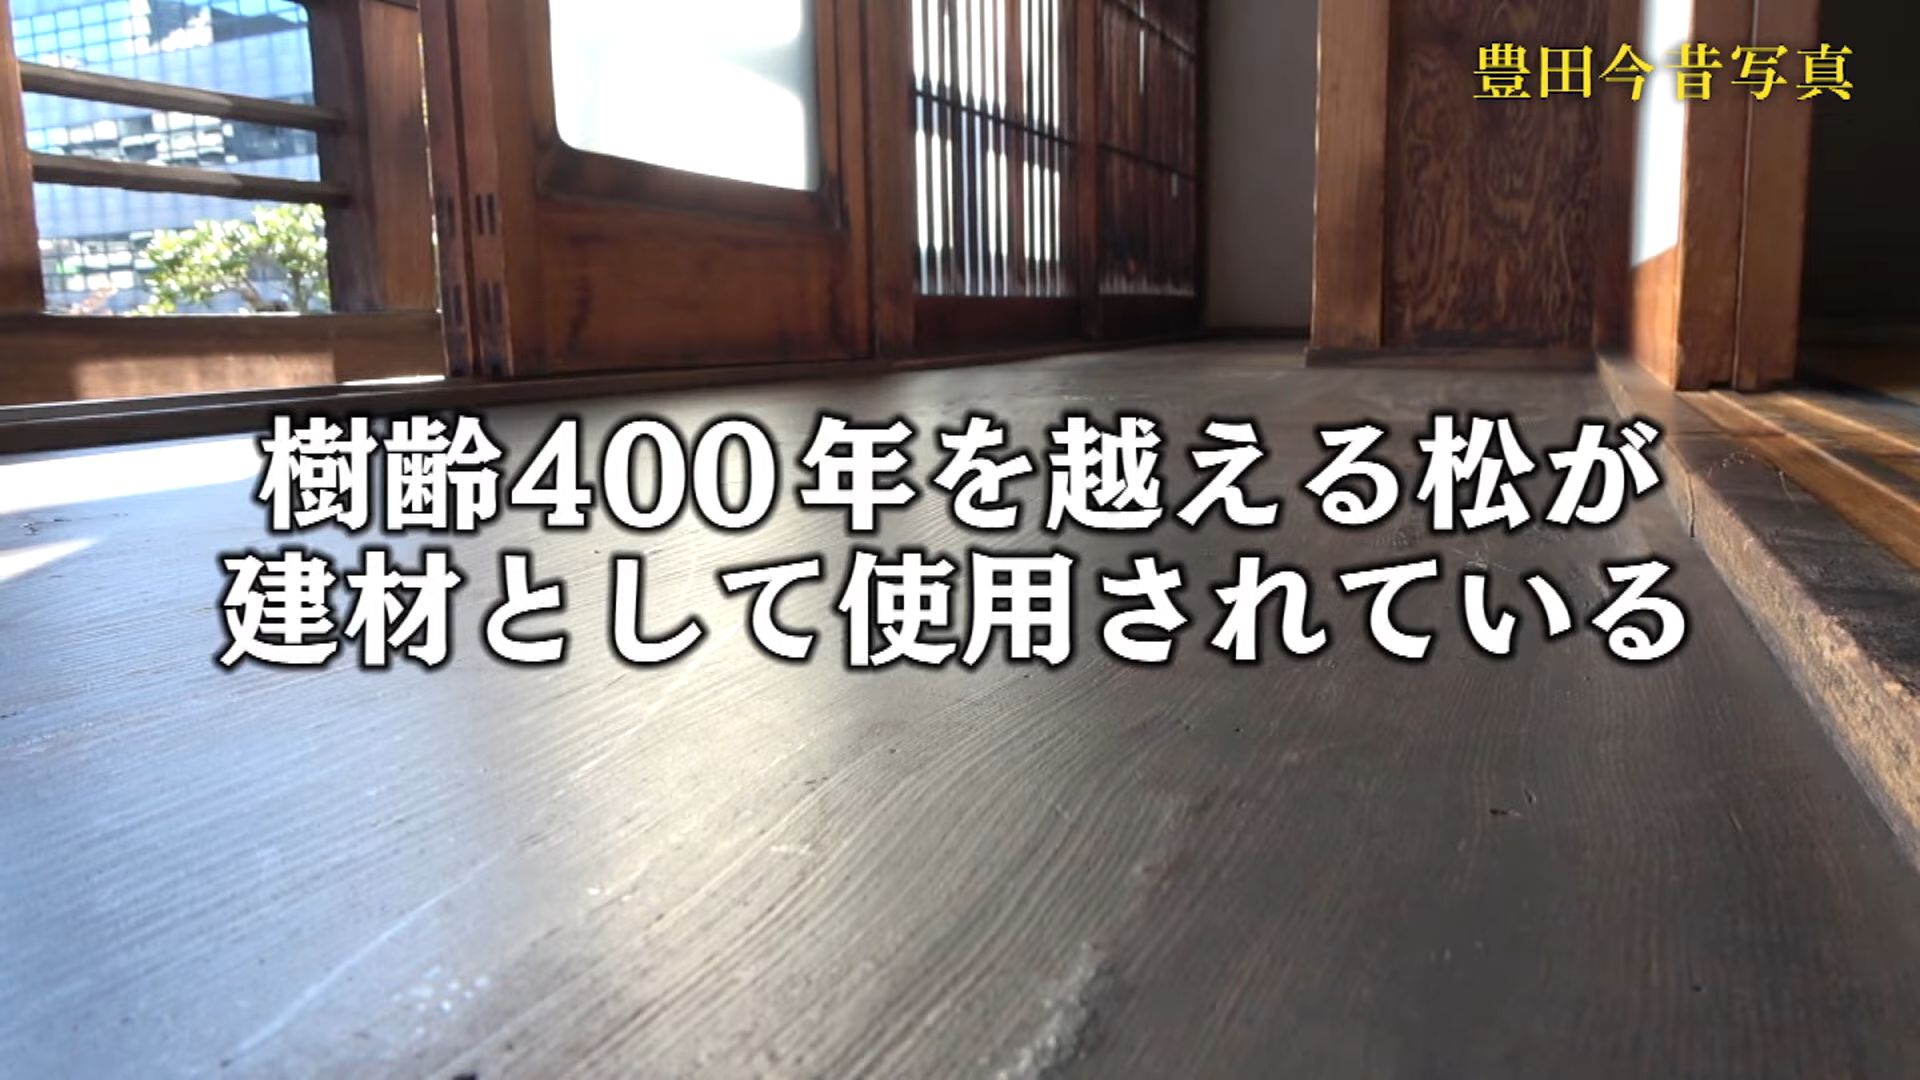 豊田今昔写真
樹齢400年を越える松が
建材として使用されている